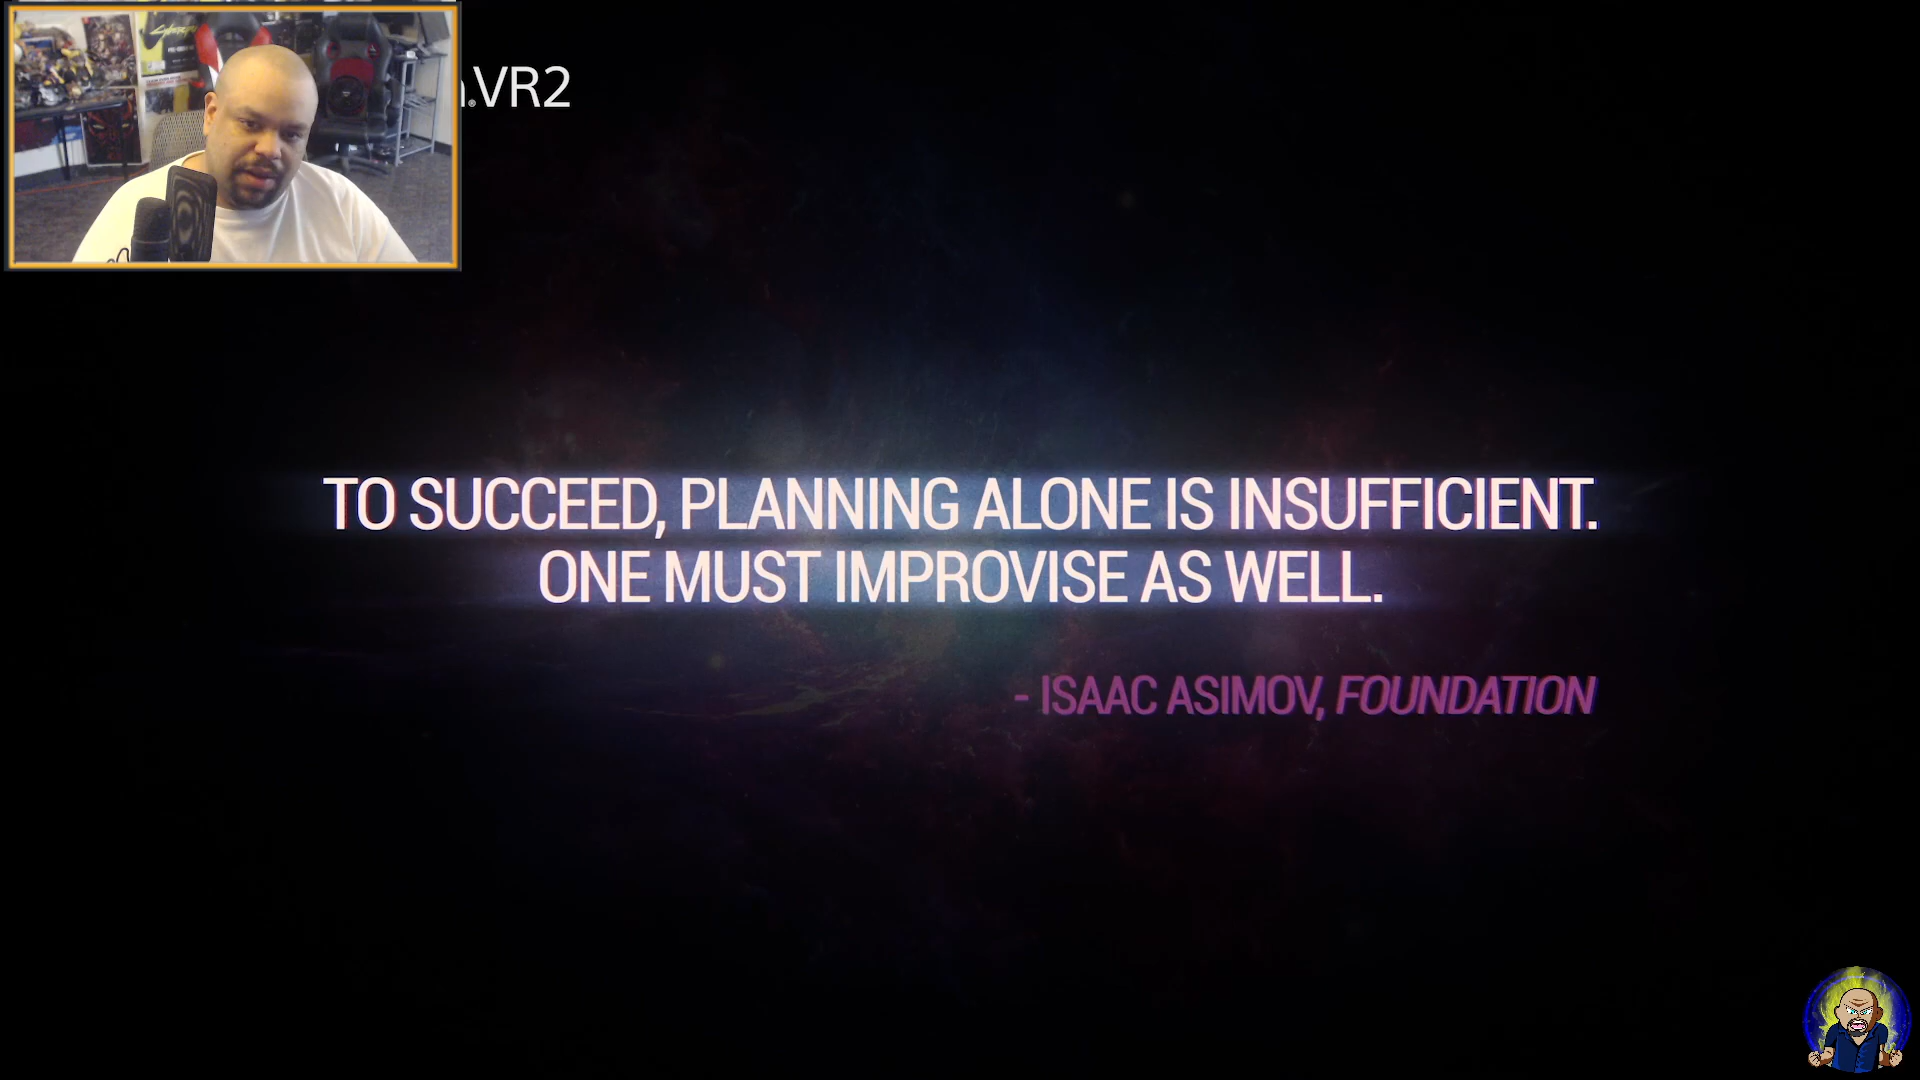 VR2
TO SUCCEED, PLANNING ALONE IS INSUFFICIENT.
ONE MUST IMPROVISE AS WELL.
- ISAAC ASIMOV, FOUNDATION